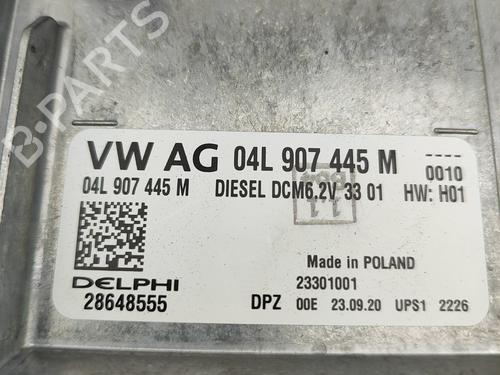 B-PARTS
VW AG 04L 907 445 M ----
0010
04L 907 445 M DIESEL DCM6.2V 33 01 HW: H01
Made in POLAND
DELPHI 23301001
28648555 DPZ 00E 23.09.20 UPS1 2226